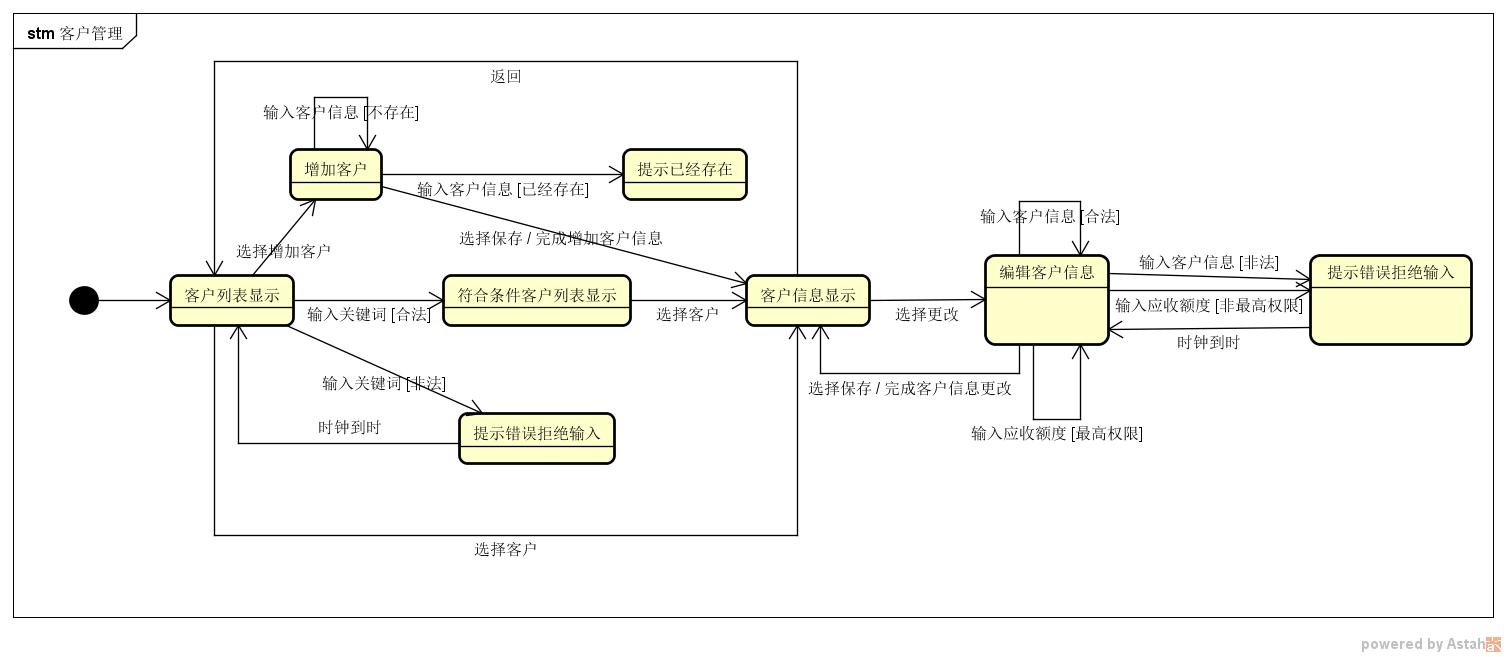 stm 客户管理
返回
输入客户信息 [不存在]
增加客户
提示已经存在
输入客户信息 [已经存在]
选择保存 / 完成增加客户信息
选择增加客户
输入客户信息 [合法]
客户列表显示
符合条件客户列表显示
客户信息显示
编辑客户信息
输入客户信息 [非法]
提示错误拒绝输入
输入关键词 [合法]
选择客户
选择更改
输入应收额度 [非最高权限]
时钟到时
输入关键词 [非法]
选择保存 / 完成客户信息更改
时钟到时
提示错误拒绝输入
输入应收额度 [最高权限]
选择客户
powered by Astah